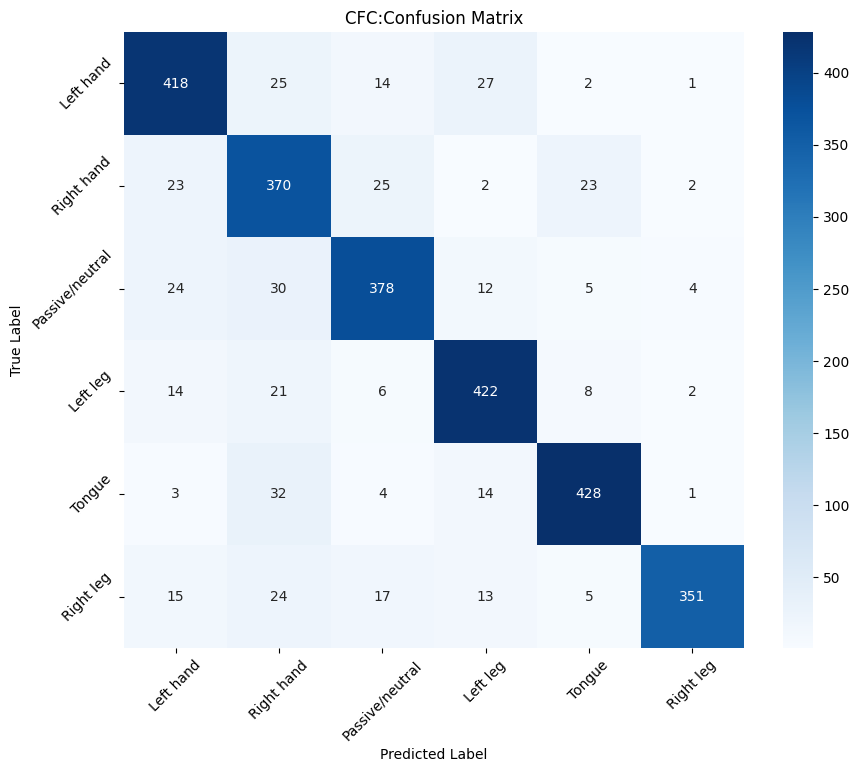 CFC:Confusion Matrix
Left hand 418 25 14 27 2 1
Right hand 23 370 25 2 23 2
Passive/neutral 24 30 378 12 5 4
Left leg 14 21 6 422 8 2
Tongue 3 32 4 14 428 1
Right leg 15 24 17 13 5 351
True Label
Left hand Right hand Passive/neutral Left leg Tongue Right leg
Predicted Label
400
350
300
250
200
150
100
50